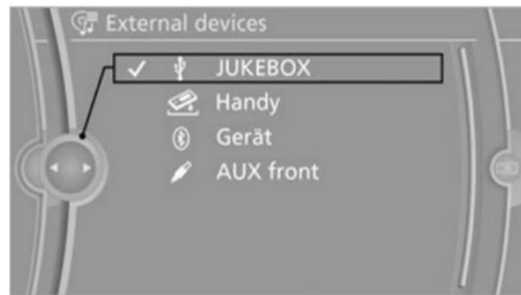 External devices
JUKEBOX
Handy
Gerät
AUX front